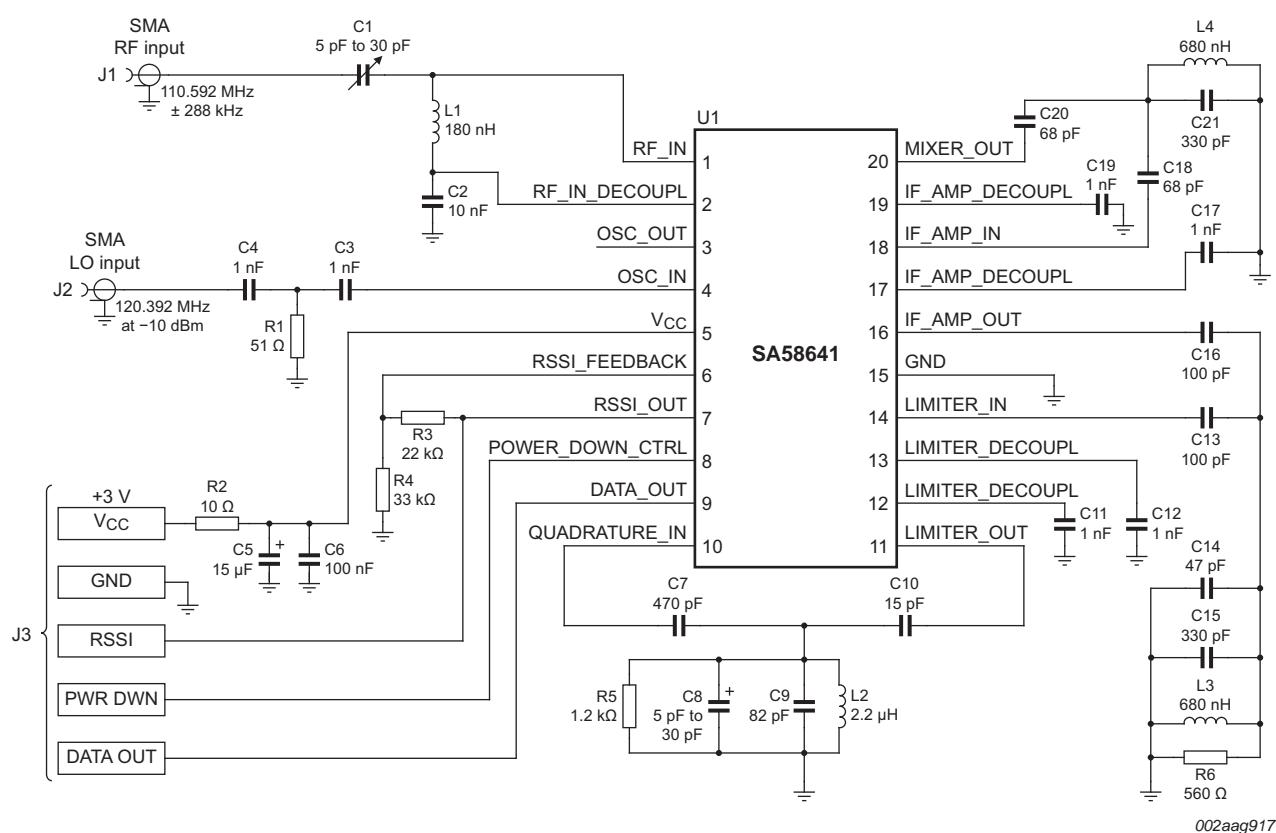 SMA
RF input
J1
110.592 MHz
± 288 kHz
C1
5 pF to 30 pF
L1
180 nH
C2
10 nF
SMA
LO input
J2
120.392 MHz
at −10 dBm
C4
1 nF
C3
1 nF
R1
51 Ω
U1
SA58641
RF_IN
1
RF_IN_DECOUPL
2
OSC_OUT
3
OSC_IN
4
VCC
5
RSSI_FEEDBACK
6
RSSI_OUT
7
POWER_DOWN_CTRL
8
DATA_OUT
9
QUADRATURE_IN
10
20
MIXER_OUT
19
IF_AMP_DECOUPL
18
IF_AMP_IN
17
IF_AMP_DECOUPL
16
IF_AMP_OUT
15
GND
14
LIMITER_IN
13
LIMITER_DECOUPL
12
LIMITER_DECOUPL
11
LIMITER_OUT
L4
680 nH
C20
68 pF
C21
330 pF
C19
1 nF
C18
68 pF
C17
1 nF
C16
100 pF
C13
100 pF
C11
1 nF
C12
1 nF
C14
47 pF
C15
330 pF
L3
680 nH
R6
560 Ω
R3
22 kΩ
R4
33 kΩ
J3
+3 V
VCC
GND
RSSI
PWR DWN
DATA OUT
R2
10 Ω
C5
+
15 μF
C6
100 nF
C7
470 pF
C10
15 pF
R5
1.2 kΩ
C8
+
5 pF to
30 pF
C9
82 pF
L2
2.2 μH
002aag917